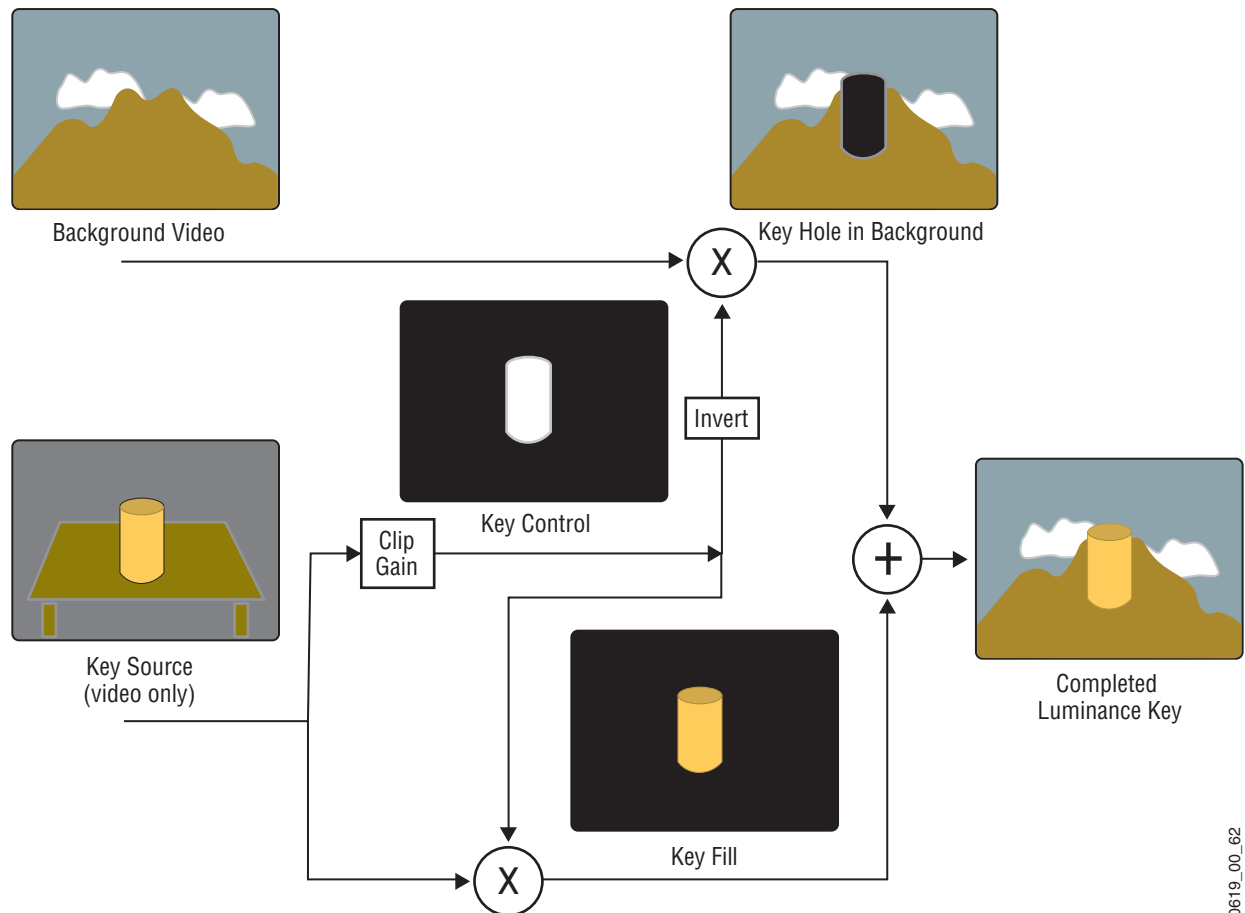 Background Video
Key Hole in Background
X
Invert
Key Control
Clip
Gain
+
Key Source
(video only)
Completed
Luminance Key
Key Fill
X
0619_00_62